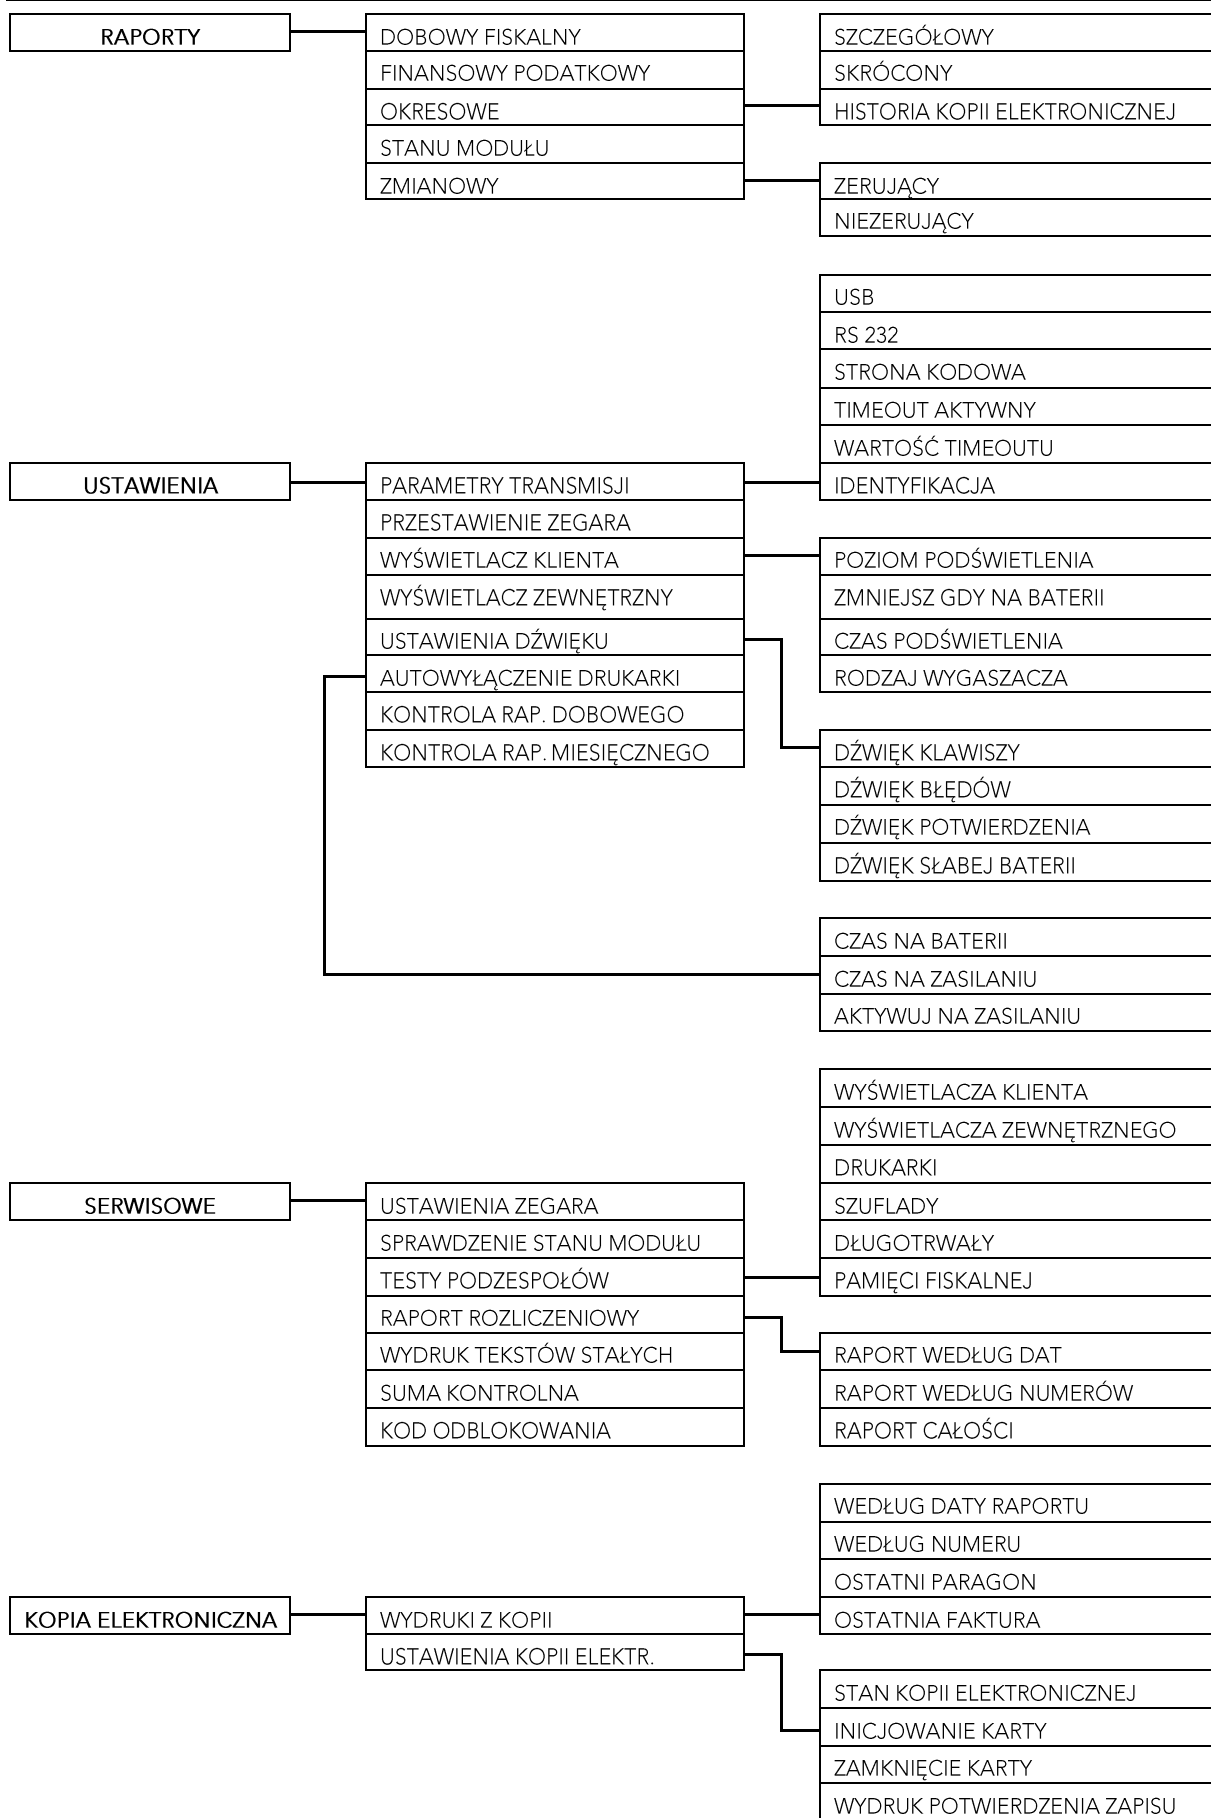 RAPORTY
DOBOWY FISKALNY
FINANSOWY PODATKOWY
OKRESOWE
STANU MODUŁU
ZMIANOWY
SZCZEGÓŁOWY
SKRÓCONY
HISTORIA KOPII ELEKTRONICZNEJ
ZERUJĄCY
NIEZERUJĄCY
USTAWIENIA
PARAMETRY TRANSMISJI
PRZESTAWIENIE ZEGARA
WYŚWIETLACZ KLIENTA
WYŚWIETLACZ ZEWNĘTRZNY
USTAWIENIA DŹWIĘKU
AUTOWYŁĄCZENIE DRUKARKI
KONTROLA RAP. DOBOWEGO
KONTROLA RAP. MIESIĘCZNEGO
USB
RS 232
STRONA KODOWA
TIMEOUT AKTYWNY
WARTOŚĆ TIMEOUTU
IDENTYFIKACJA
POZIOM PODŚWIETLENIA
ZMNIEJSZ GDY NA BATERII
CZAS PODŚWIETLENIA
RODZAJ WYGASZACZA
DŹWIĘK KLAWISZY
DŹWIĘK BŁĘDÓW
DŹWIĘK POTWIERDZENIA
DŹWIĘK SŁABEJ BATERII
CZAS NA BATERII
CZAS NA ZASILANIU
AKTYWUJ NA ZASILANIU
SERWISOWE
USTAWIENIA ZEGARA
SPRAWDZENIE STANU MODUŁU
TESTY PODZESPOŁÓW
RAPORT ROZLICZENIOWY
WYDRUK TEKSTÓW STAŁYCH
SUMA KONTROLNA
KOD ODBLOKOWANIA
WYŚWIETLACZA KLIENTA
WYŚWIETLACZA ZEWNĘTRZNEGO
DRUKARKI
SZUFLADY
DŁUGOTRWAŁY
PAMIĘCI FISKALNEJ
RAPORT WEDŁUG DAT
RAPORT WEDŁUG NUMERÓW
RAPORT CAŁOŚCI
KOPIA ELEKTRONICZNA
WYDRUKI Z KOPII
USTAWIENIA KOPII ELEKTR.
WEDŁUG DATY RAPORTU
WEDŁUG NUMERU
OSTATNI PARAGON
OSTATNIA FAKTURA
STAN KOPII ELEKTRONICZNEJ
INICJOWANIE KARTY
ZAMKNIĘCIE KARTY
WYDRUK POTWIERDZENIA ZAPISU